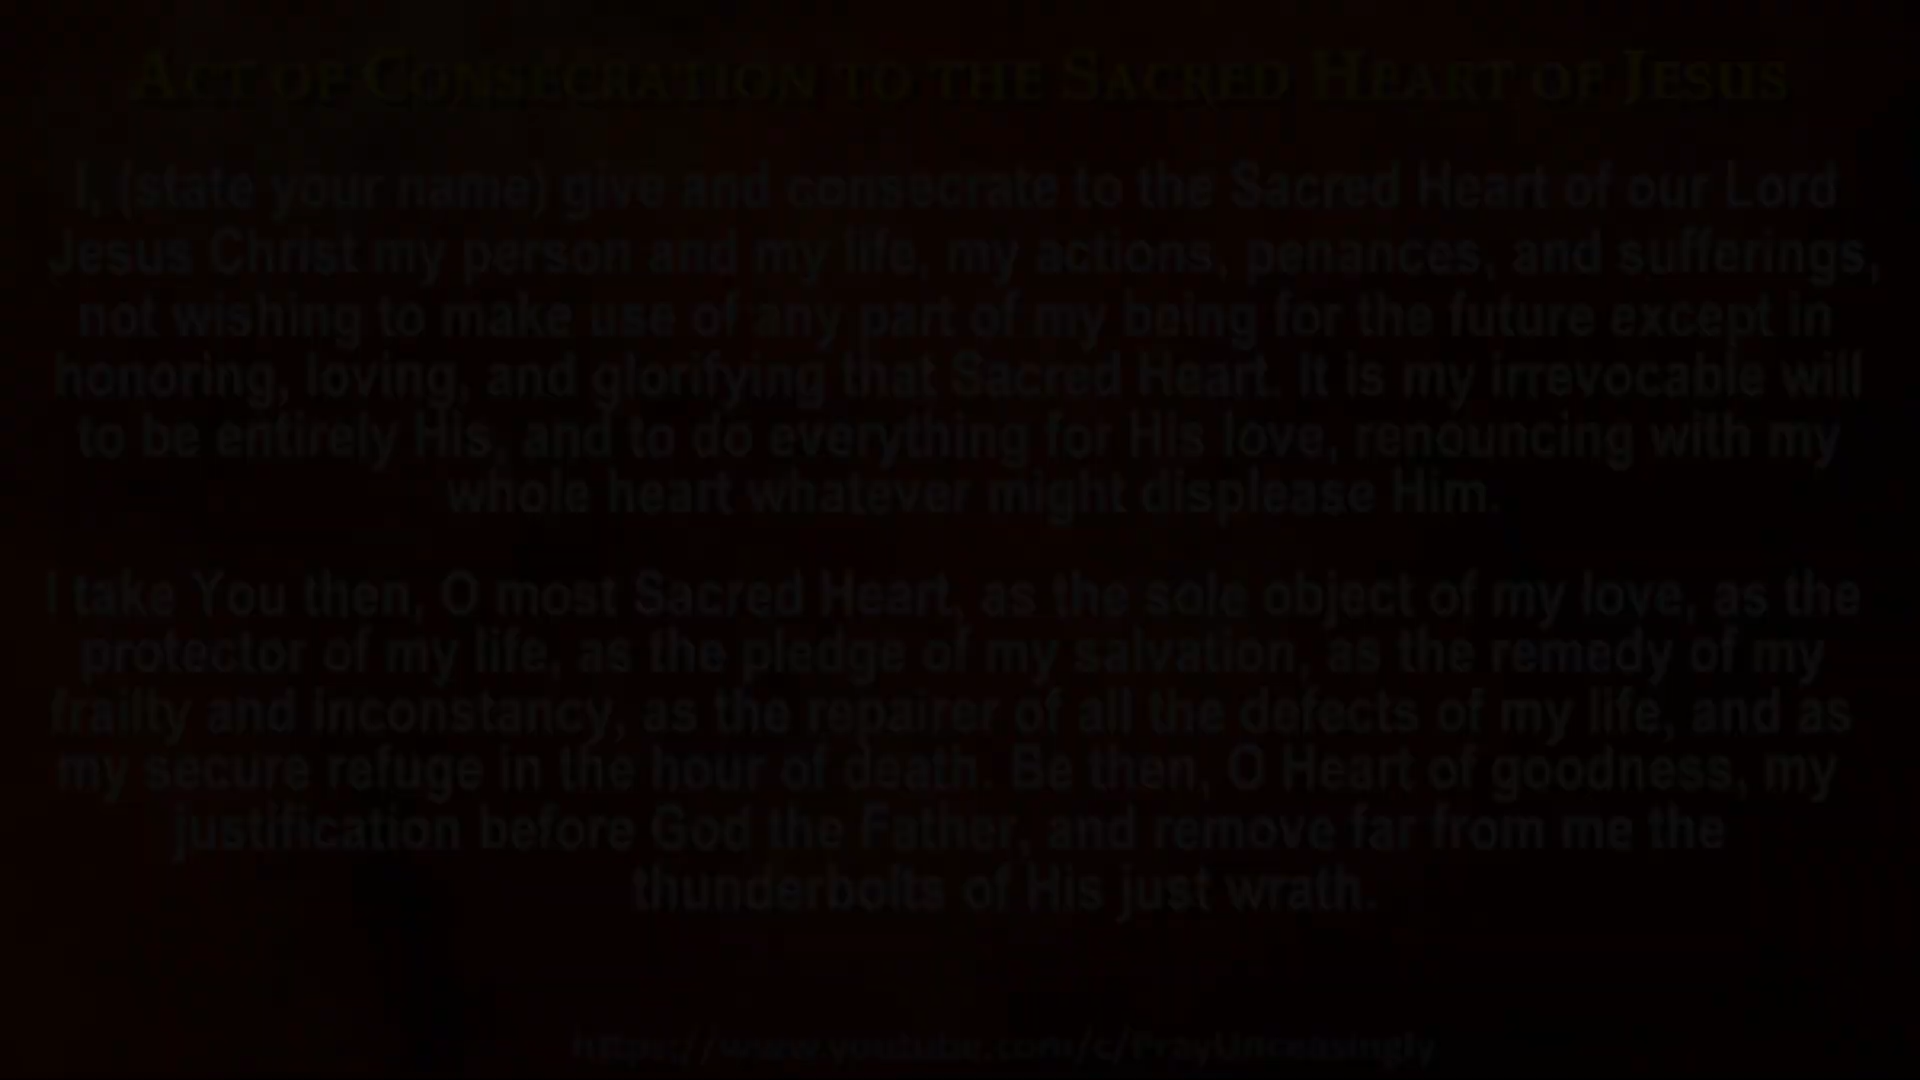 ACT OF CONSECRATION TO THE SACRED HEART OF JESUS
I, (state your name) give and consecrate to the Sacred Heart of our Lord
Jesus Christ my person and my life, my actions, penances, and sufferings,
not wishing to make use of any part of my being for the future except in
honoring, loving, and glorifying that Sacred Heart. It is my irrevocable will
to be entirely His, and to do everything for His love, renouncing with my
whole heart whatever might displease Him.
I take You then, O most Sacred Heart, as the sole object of my love, as the
protector of my life, as the pledge of my salvation, as the remedy of my
frailty and inconstancy, as the repairer of all the defects of my life, and as
my secure refuge in the hour of death. Be then, O Heart of goodness, my
justification before God the Father, and remove far from me the
thunderbolts of His just wrath.
https://www.youtube.com/c/PrayUnceasingly